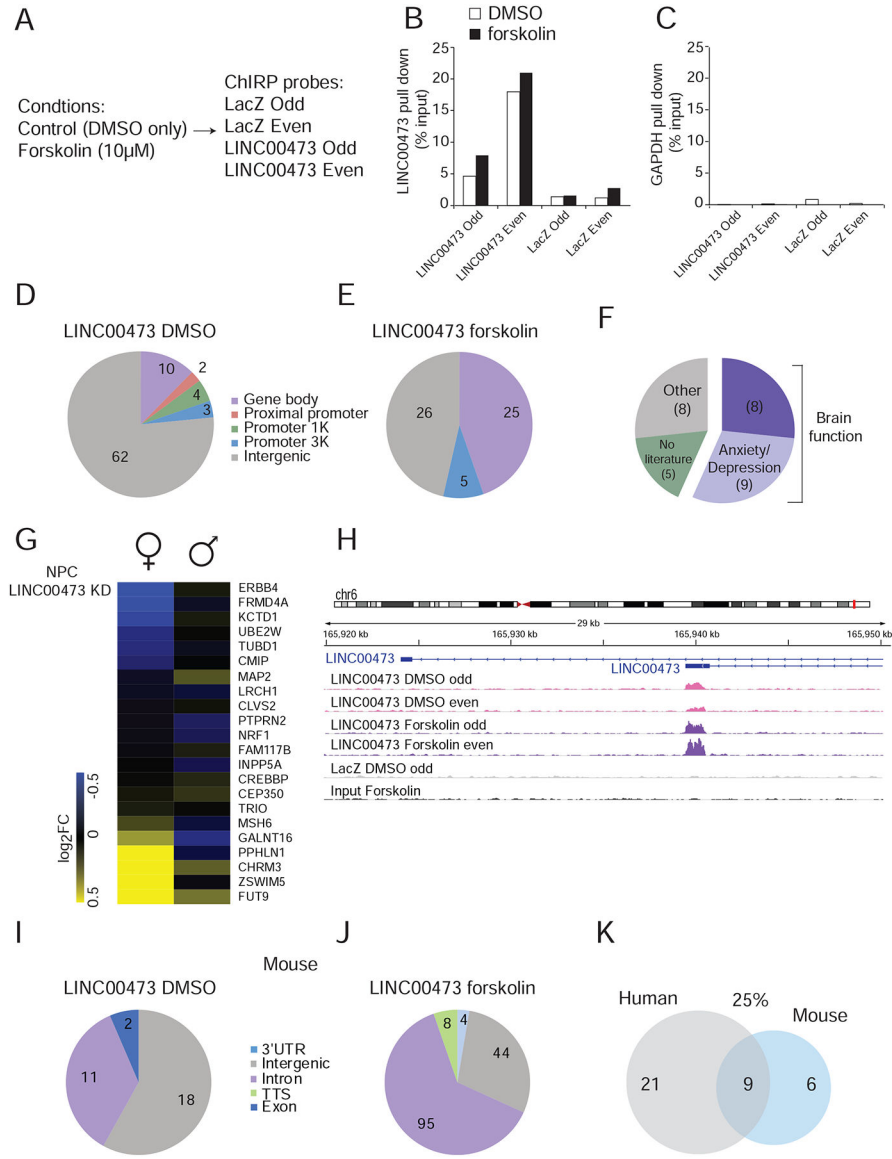 A
Condtions:
Control (DMSO only)
Forskolin (10µM)
ChIRP probes:
LacZ Odd
LacZ Even
LINC00473 Odd
LINC00473 Even
B
DMSO
forskolin
LINC00473 pull down
(% input)
25
20
15
10
5
0
LINC00473 Odd
LINC00473 Even
LacZ Odd
LacZ Even
C
GAPDH pull down
(% input)
25
20
15
10
5
0
LINC00473 Odd
LINC00473 Even
LacZ Odd
LacZ Even
D
LINC00473 DMSO
10
2
4
3
62
Gene body
Proximal promoter
Promoter 1K
Promoter 3K
Intergenic
E
LINC00473 forskolin
26
25
5
F
Other
(8)
(8)
No
literature
(5)
Anxiety/
Depression
(9)
Brain
function
G
NPC
LINC00473 KD
♀
♂
ERBB4
FRMD4A
KCTD1
UBE2W
TUBD1
CMIP
MAP2
LRCH1
CLVS2
PTPRN2
NRF1
FAM117B
INPP5A
CREBBP
CEP350
TRIO
MSH6
GALNT16
PPHLN1
CHRM3
ZSWIM5
FUT9
log2FC
-0.5
0
0.5
H
chr6
29 kb
165,920 kb
165,930 kb
165,940 kb
165,950 kb
LINC00473
LINC00473
LINC00473 DMSO odd
LINC00473 DMSO even
LINC00473 Forskolin odd
LINC00473 Forskolin even
LacZ DMSO odd
Input Forskolin
I
Mouse
LINC00473 DMSO
2
11
18
3'UTR
Intergenic
Intron
TTS
Exon
J
LINC00473 forskolin
8
4
44
95
K
Human
25%
Mouse
21
9
6